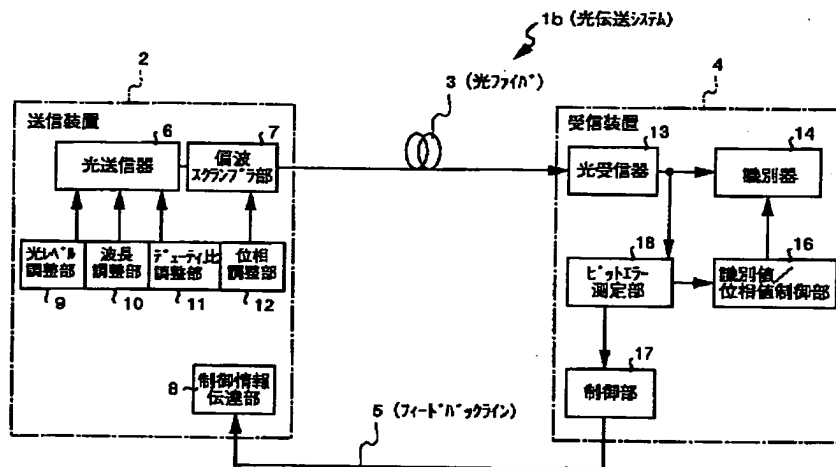 1b (光伝送システム)
2
3 (光ファイバ)
4
送信装置
6
光送信器
7
偏波
スクランブラ部
受信装置
13
光受信器
14
識別器
光レベル
調整部
波長
調整部
デューティ比
調整部
位相
調整部
9
10
11
12
18
ビットエラー
測定部
16
識別値/
位相値制御部
8
制御情報
伝達部
17
制御部
5 (フィードバックライン)